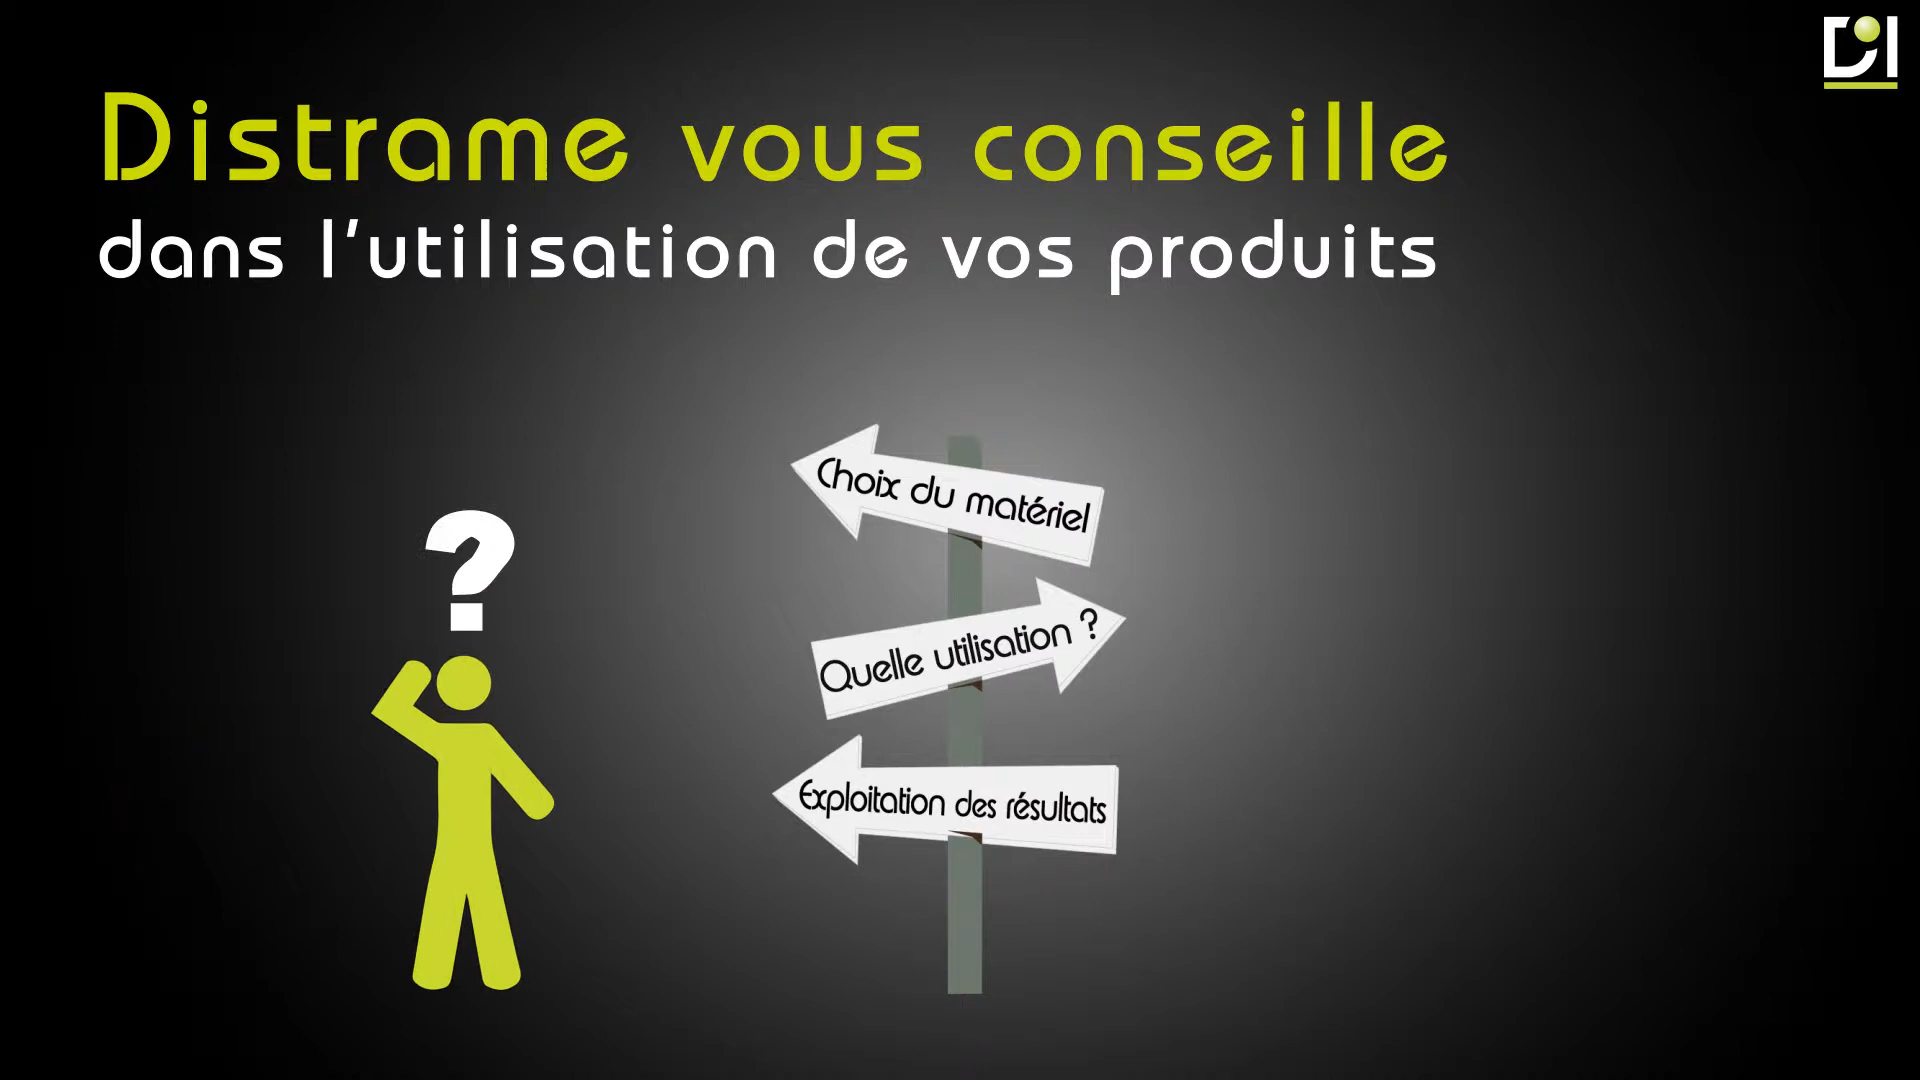 Distrame vous conseille
dans l'utilisation de vos produits
Choix du matériel
?
Quelle utilisation ?
Exploitation des résultats